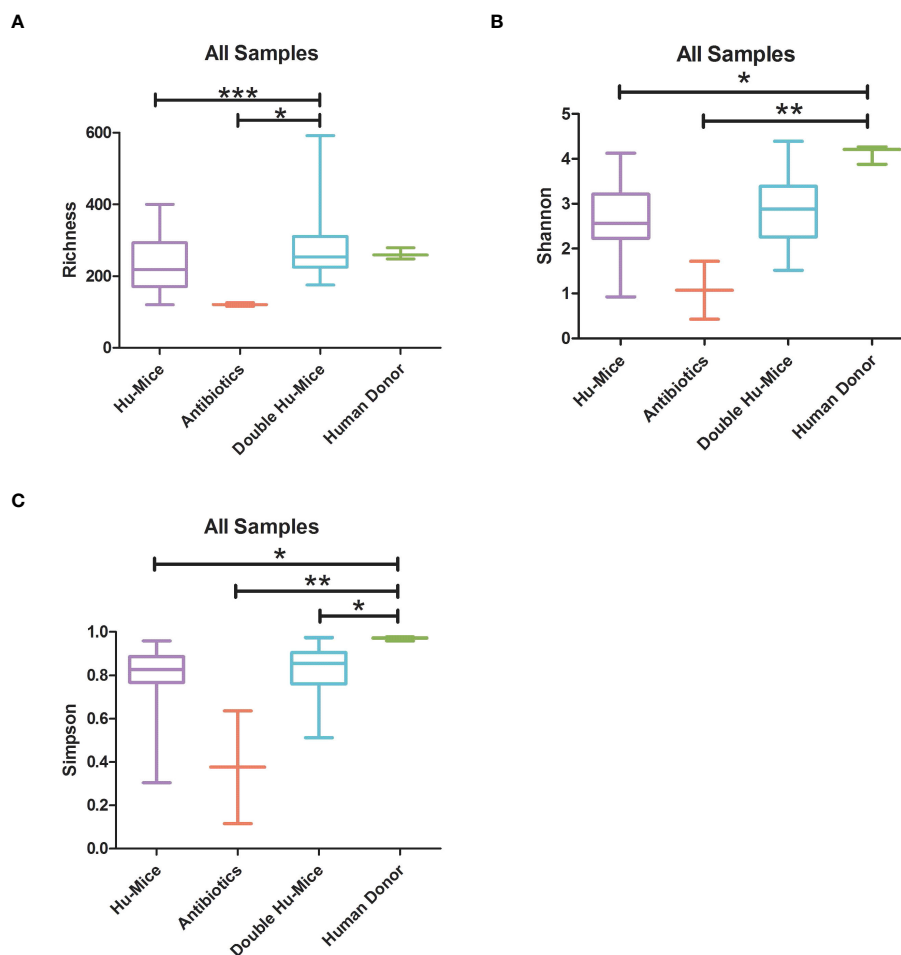 A
All Samples
***
*
Richness
600
400
200
0
Hu-Mice
Antibiotics
Double Hu-Mice
Human Donor
B
All Samples
*
**
Shannon
5
4
3
2
1
0
Hu-Mice
Antibiotics
Double Hu-Mice
Human Donor
C
All Samples
*
**
*
Simpson
1.0
0.8
0.6
0.4
0.2
0.0
Hu-Mice
Antibiotics
Double Hu-Mice
Human Donor